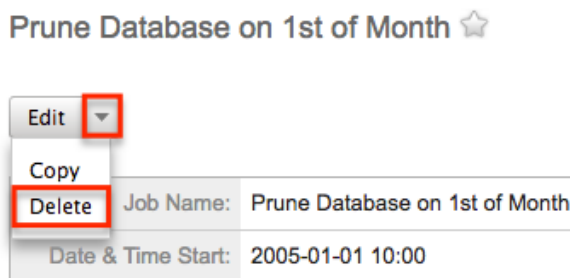 Prune Database on 1st of Month
Edit
Copy
Delete
Job Name: Prune Database on 1st of Month
Date & Time Start: 2005-01-01 10:00